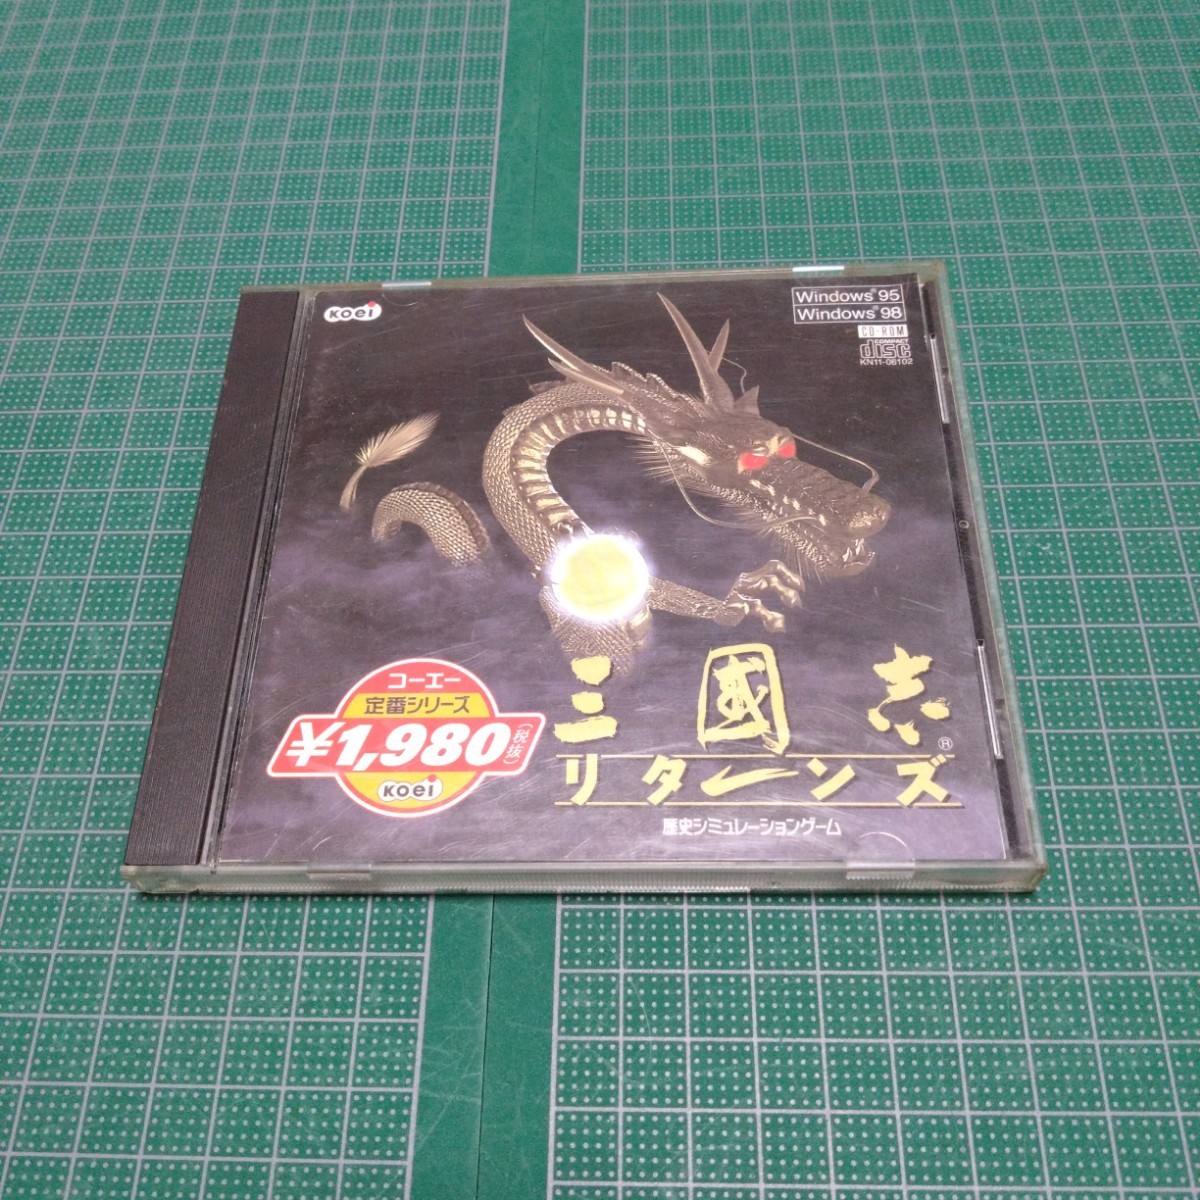 KOEI
Windows®95
Windows®98
CD-ROM
COMPACT
disc
KN11-06102
コーエー
定番シリーズ
¥1,980(税抜)
KOEI
三國志
リターンズ®
歴史シミュレーションゲーム